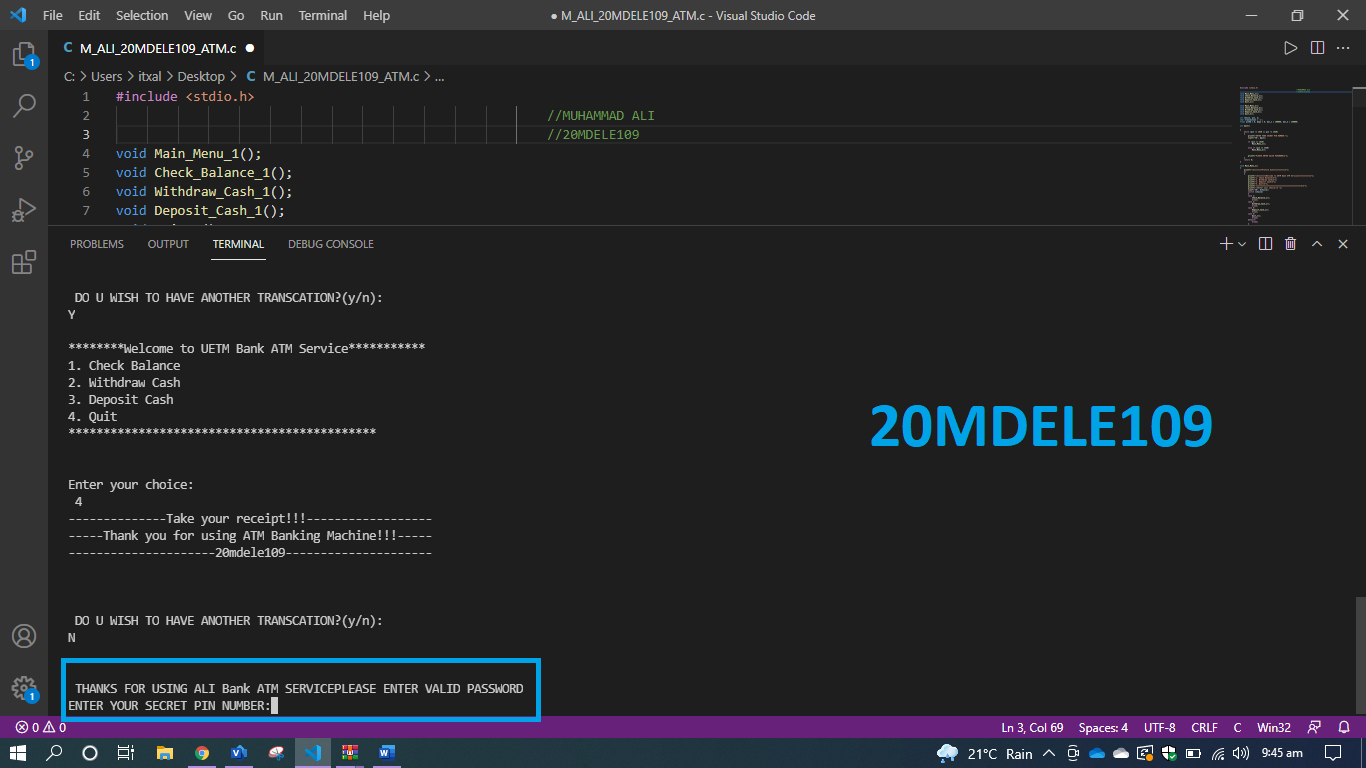 File Edit Selection View Go Run Terminal Help ● M_ALI_20MDELE109_ATM.c - Visual Studio Code
C M_ALI_20MDELE109_ATM.c ●
C: > Users > itxal > Desktop > C M_ALI_20MDELE109_ATM.c > ...
1 #include <stdio.h>
2 //MUHAMMAD ALI
3 //20MDELE109
4 void Main_Menu_1();
5 void Check_Balance_1();
6 void Withdraw_Cash_1();
7 void Deposit_Cash_1();
PROBLEMS OUTPUT TERMINAL DEBUG CONSOLE
DO U WISH TO HAVE ANOTHER TRANSCATION?(y/n):
Y
********Welcome to UETM Bank ATM Service***********
1. Check Balance
2. Withdraw Cash
3. Deposit Cash
4. Quit
********************************************
20MDELE109
Enter your choice:
4
--------------Take your receipt!!!------------------
-----Thank you for using ATM Banking Machine!!!-----
---------------------20mdele109---------------------
DO U WISH TO HAVE ANOTHER TRANSCATION?(y/n):
N
THANKS FOR USING ALI Bank ATM SERVICEPLEASE ENTER VALID PASSWORD
ENTER YOUR SECRET PIN NUMBER:
0 0 Ln 3, Col 69 Spaces: 4 UTF-8 CRLF C Win32
21°C Rain 9:45 am